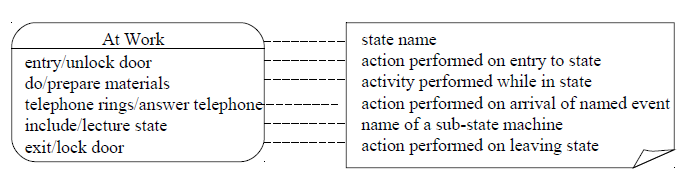 At Work
entry/unlock door
do/prepare materials
telephone rings/answer telephone
include/lecture state
exit/lock door
state name
action performed on entry to state
activity performed while in state
action performed on arrival of named event
name of a sub-state machine
action performed on leaving state